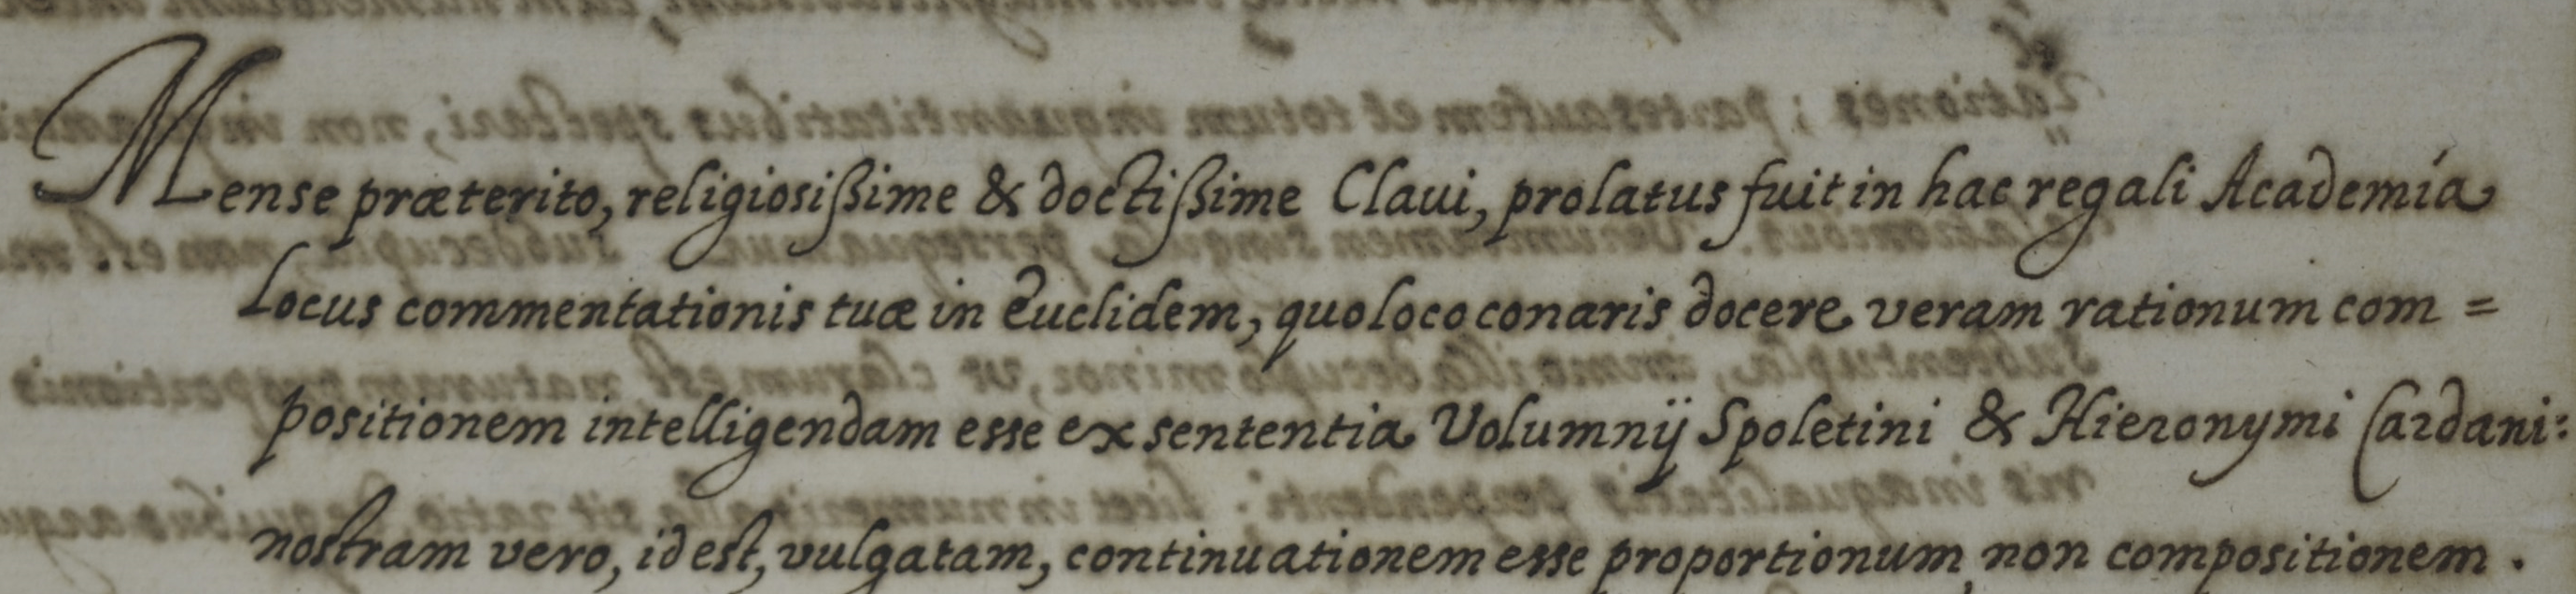 Mense præterito, religiosißime & doctißime Claui, prolatus fuit in hac regali Academía
Locus commentationis tuæ in Euclidem, quo loco conaris docere veram rationum com =
positionem intelligendam esse ex sententia Volumnij Spoletini & Hieronymi Cardani:
nostram vero, id est, vulgatam, continuationem esse proportionum, non compositionem.